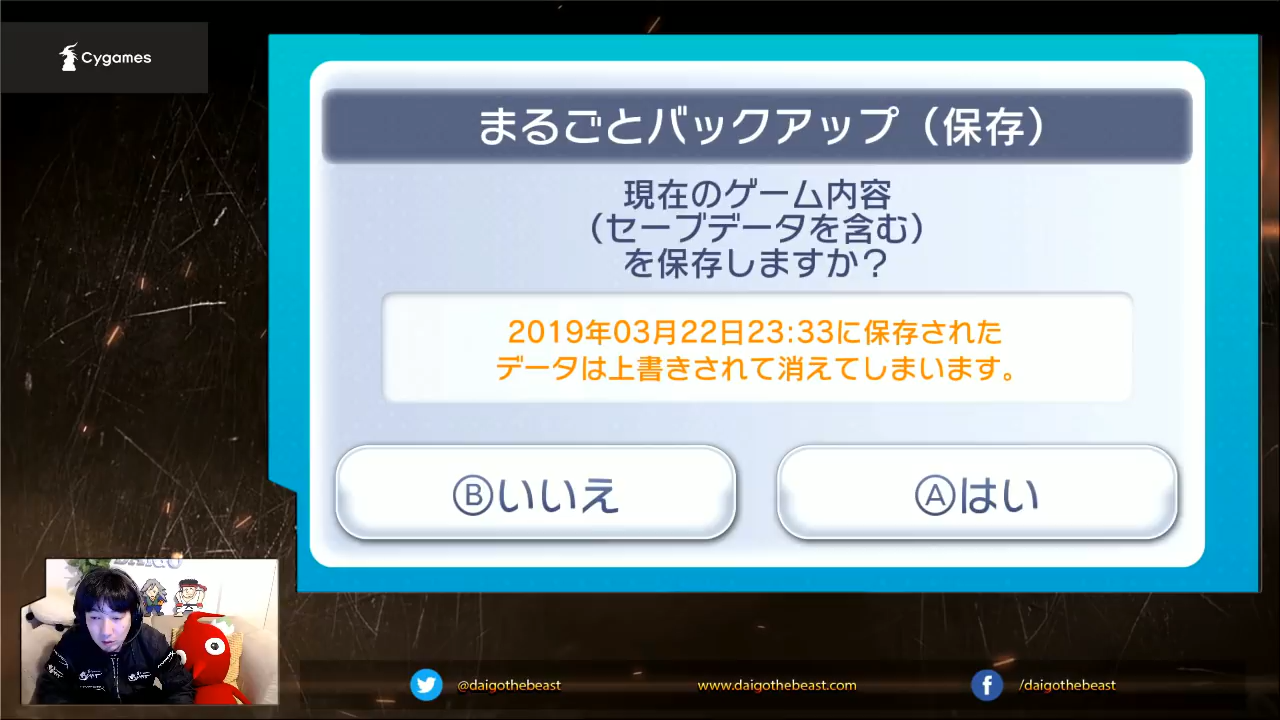 Cygames
まるごとバックアップ（保存）
現在のゲーム内容
（セーブデータを含む）
を保存しますか？
2019年03月22日23:33に保存された
データは上書きされて消えてしまいます。
Ⓑいいえ
Ⓐはい
@daigothebeast
www.daigothebeast.com
/daigothebeast